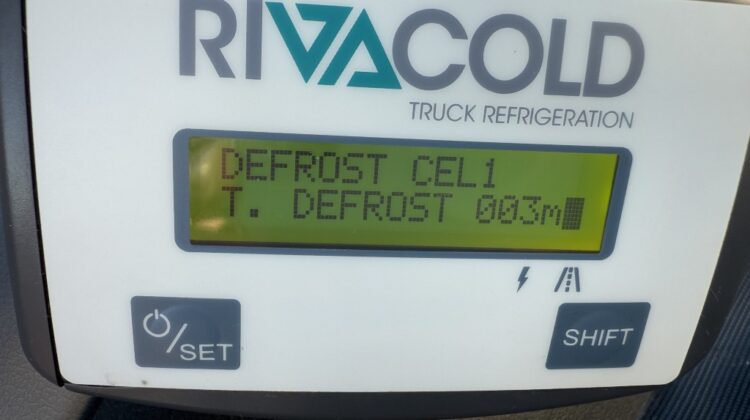 RIVACOLD
TRUCK REFRIGERATION
DEFROST CEL1
T. DEFROST 003m
/SET
SHIFT